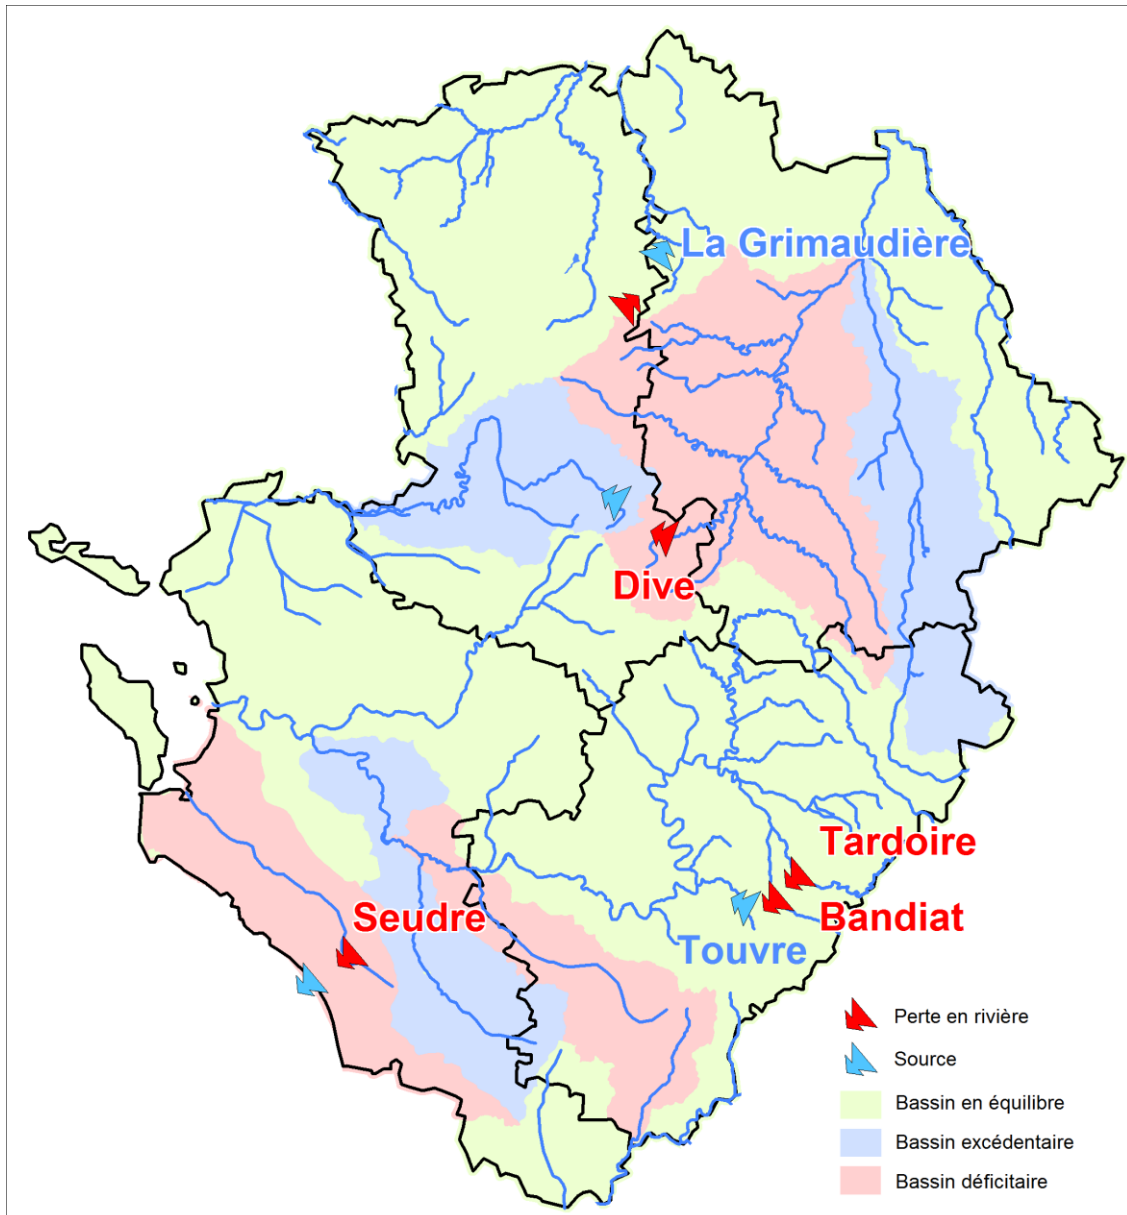 La Grimaudière
Dive
Tardoire
Seudre
Bandiat
Touvre
Perte en rivière
Source
Bassin en équilibre
Bassin excédentaire
Bassin déficitaire